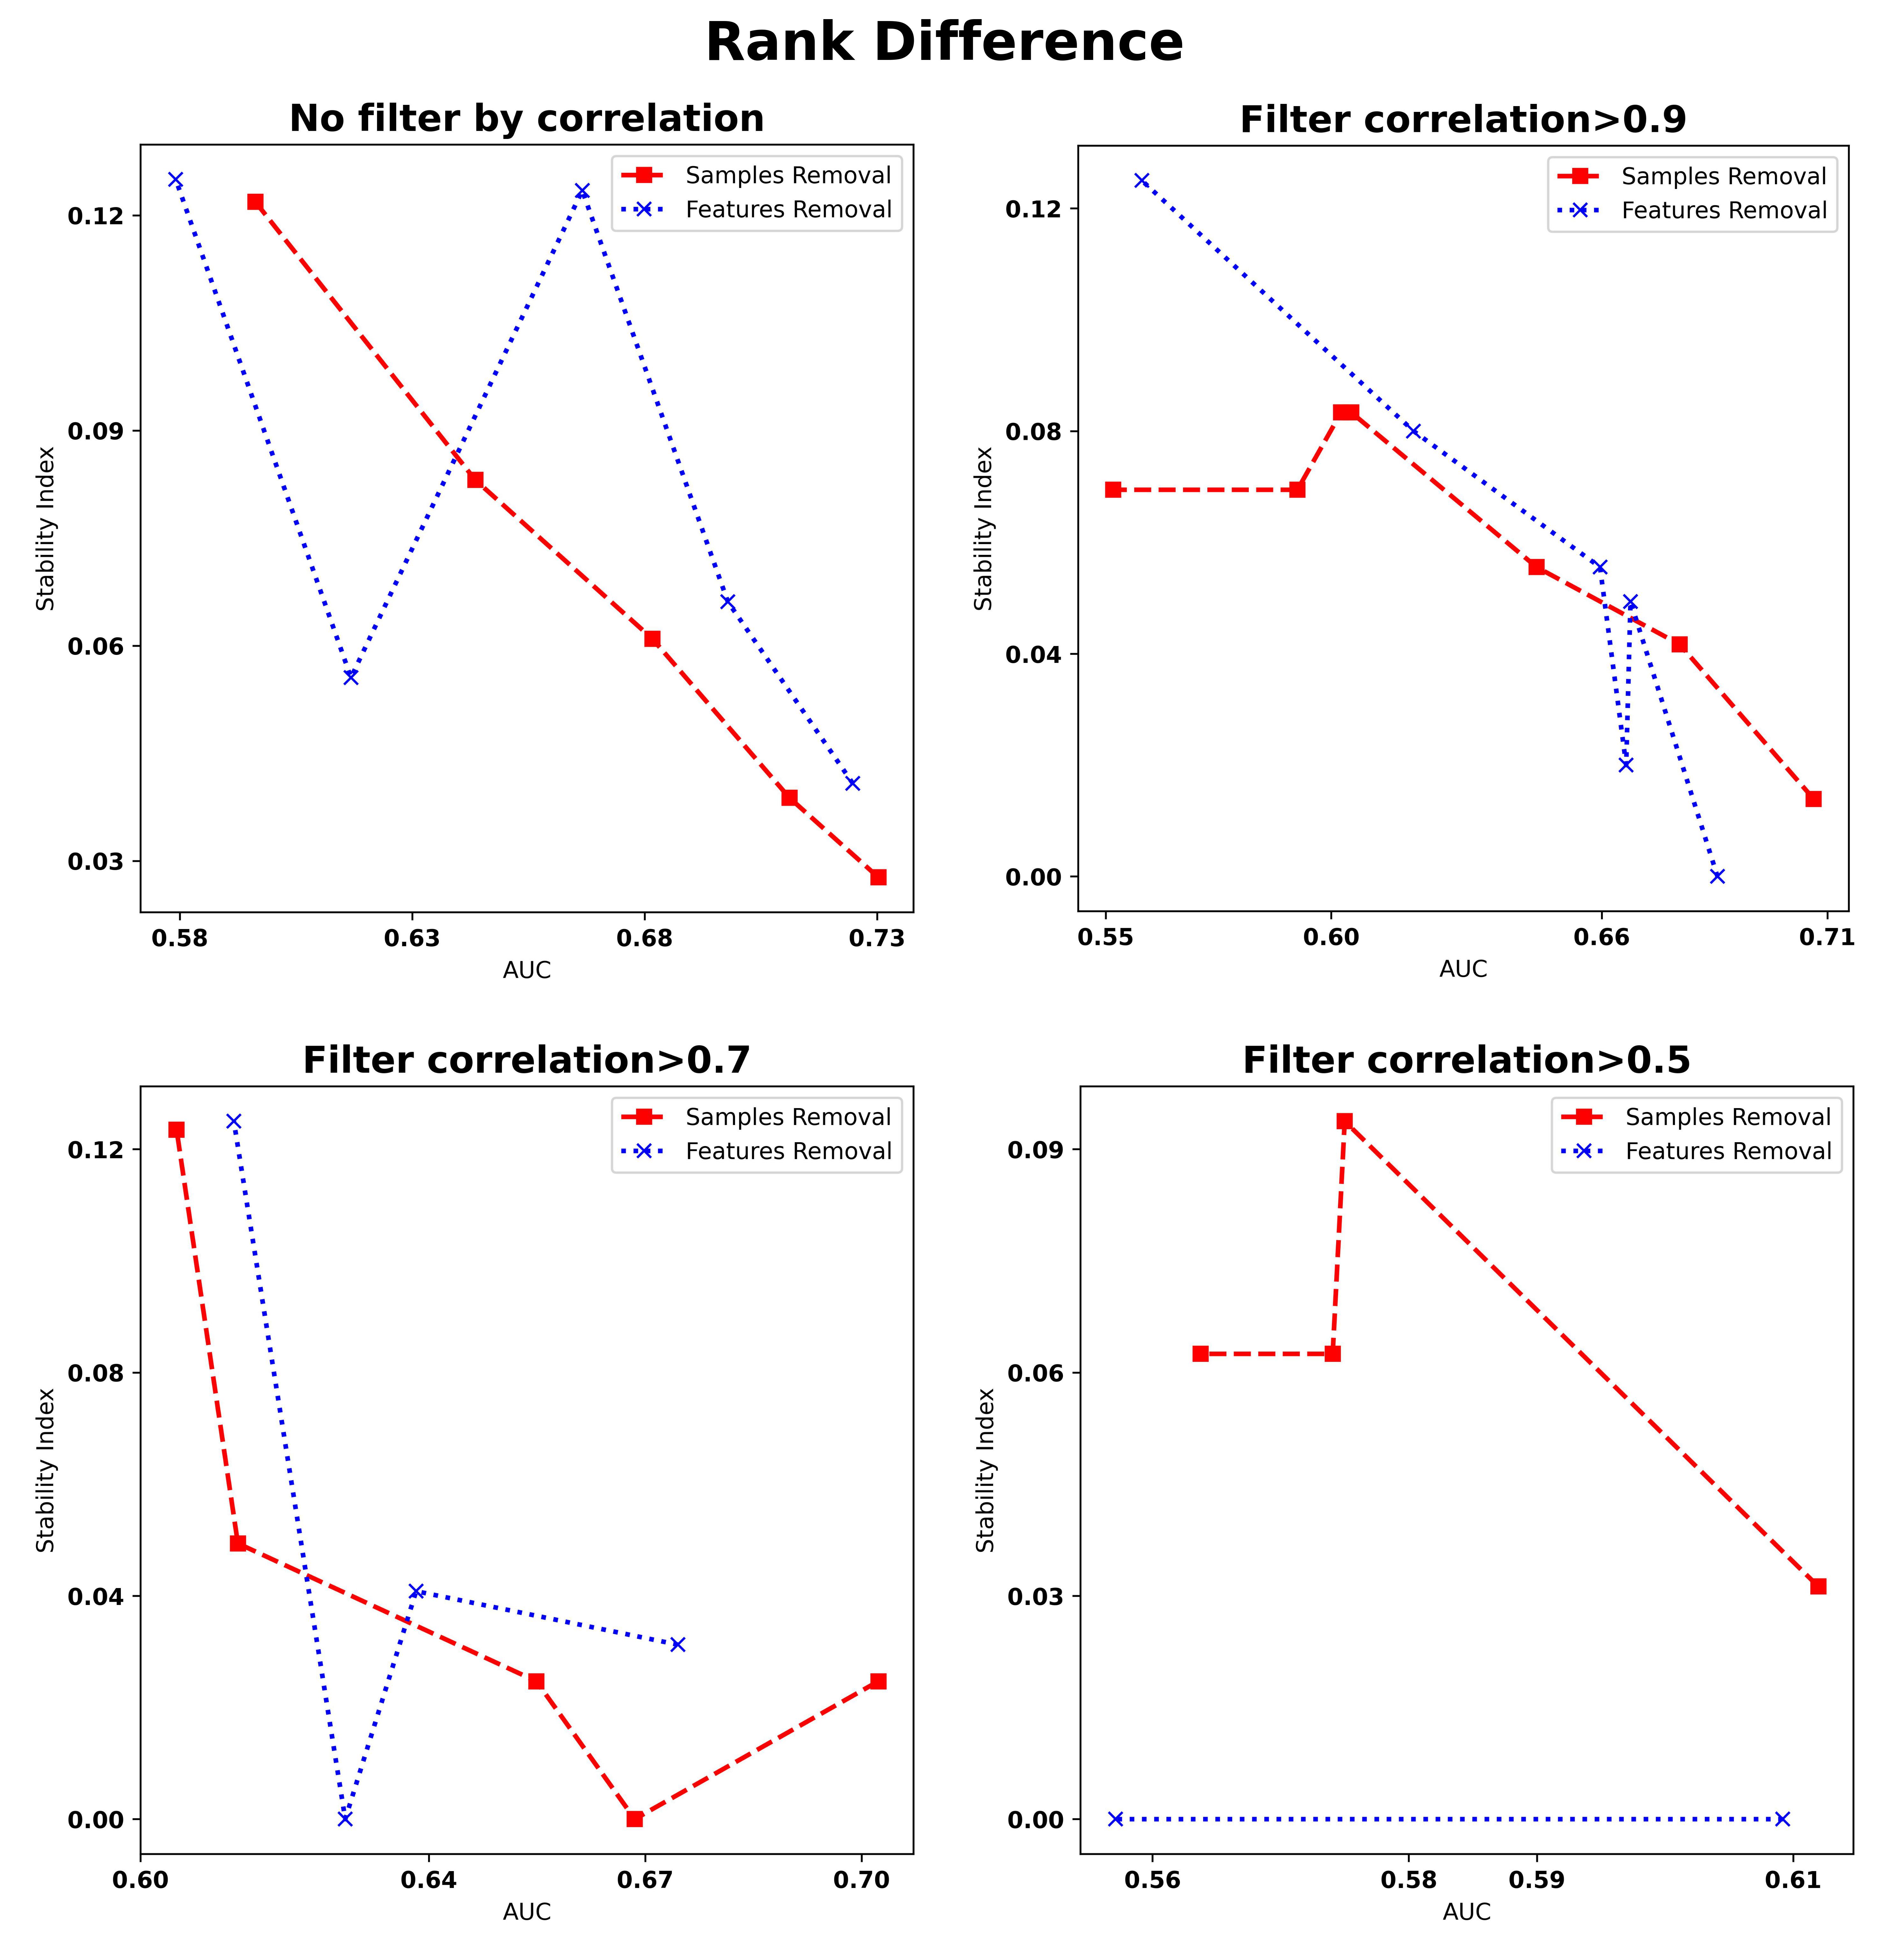 Rank Difference
No filter by correlation
Samples Removal
Features Removal
0.12
0.09
0.06
0.03
Stability Index
0.58 0.63 0.68 0.73
AUC
Filter correlation>0.9
Samples Removal
Features Removal
0.12
0.08
0.04
0.00
Stability Index
0.55 0.60 0.66 0.71
AUC
Filter correlation>0.7
Samples Removal
Features Removal
0.12
0.08
0.04
0.00
Stability Index
0.60 0.64 0.67 0.70
AUC
Filter correlation>0.5
Samples Removal
Features Removal
0.09
0.06
0.03
0.00
Stability Index
0.56 0.58 0.59 0.61
AUC